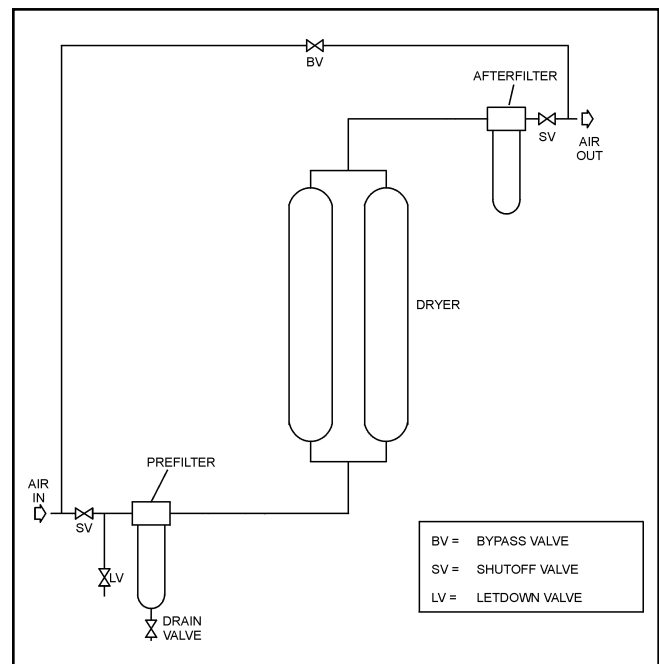 BV
AFTERFILTER
SV
AIR
OUT
DRYER
PREFILTER
AIR
IN
SV
LV
DRAIN
VALVE
BV = BYPASS VALVE
SV = SHUTOFF VALVE
LV = LETDOWN VALVE